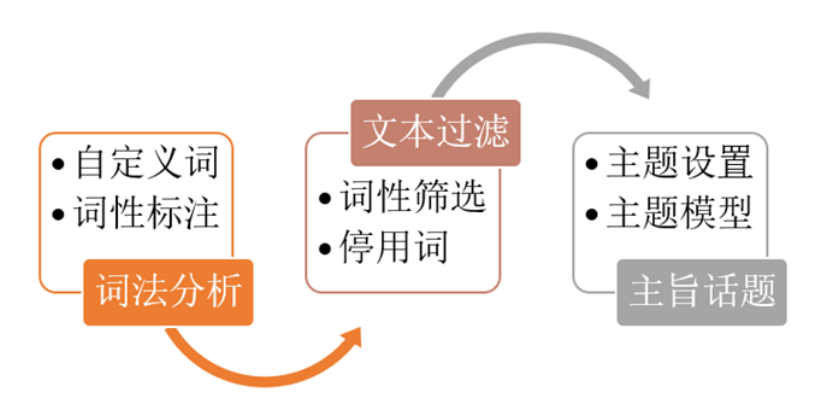 • 自定义词
• 词性标注
词法分析
文本过滤
• 词性筛选
• 停用词
• 主题设置
• 主题模型
主旨话题